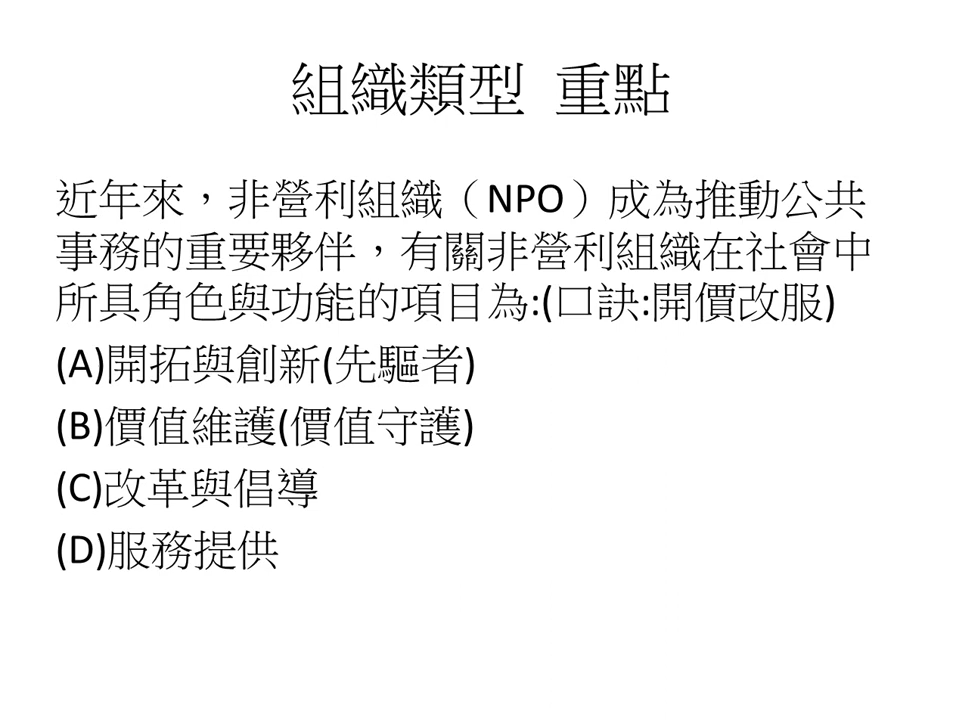 組織類型 重點
近年來，非營利組織（NPO）成為推動公共
事務的重要夥伴，有關非營利組織在社會中
所具角色與功能的項目為:(口訣:開價改服)
(A)開拓與創新(先驅者)
(B)價值維護(價值守護)
(C)改革與倡導
(D)服務提供